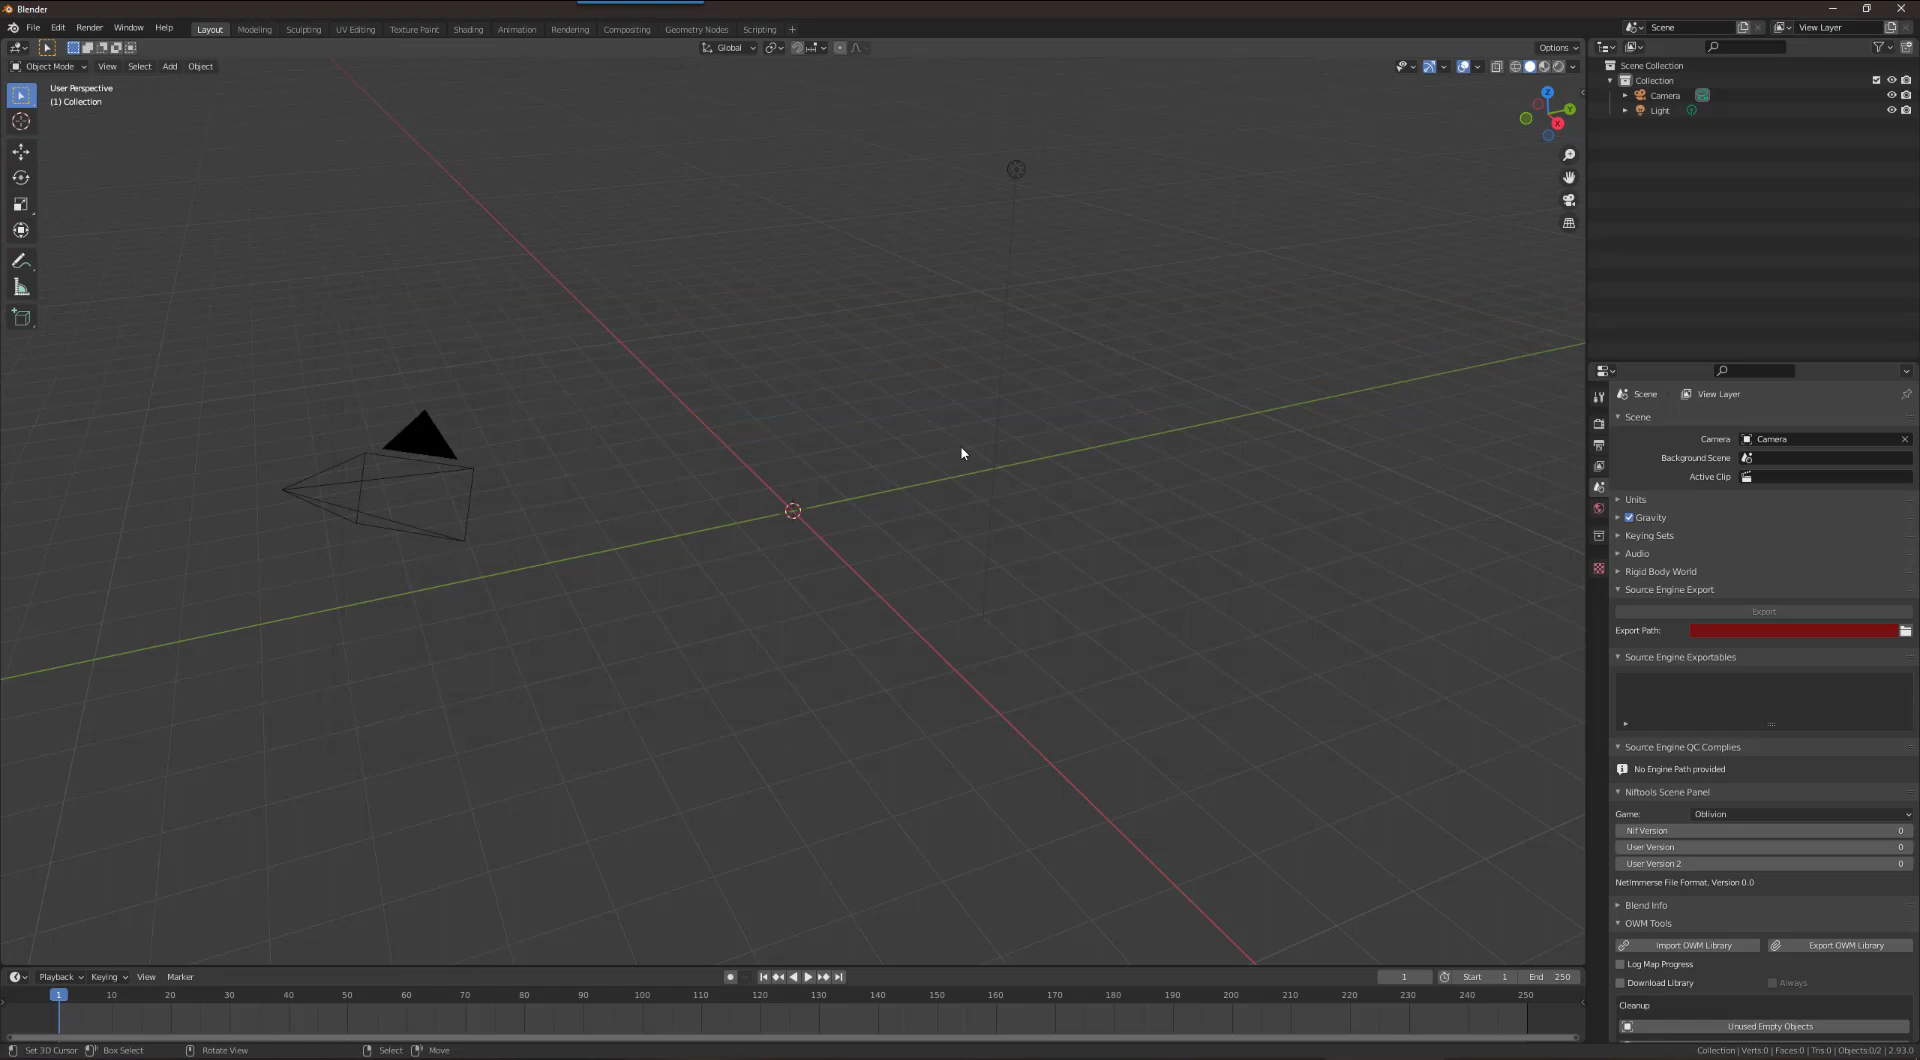 Blender
File Edit Render Window Help
Layout Modeling Sculpting UV Editing Texture Paint Shading Animation Rendering Compositing Geometry Nodes Scripting +
Scene View Layer
Global
Options
Object Mode View Select Add Object
User Perspective
(1) Collection
Z
Y
X
Scene Collection
Collection
Camera
Light
Scene View Layer
Scene
Camera Camera
Background Scene
Active Clip
Units
Gravity
Keying Sets
Audio
Rigid Body World
Source Engine Export
Export
Export Path:
Source Engine Exportables
Source Engine QC Complies
No Engine Path provided
Niftools Scene Panel
Game: Oblivion
Nif Version 0
User Version 0
User Version 2 0
NetImmerse File Format, Version 0.0
Blend Info
OWM Tools
Import OWM Library Export OWM Library
Log Map Progress
Download Library Always
Cleanup
Unused Empty Objects
Playback Keying View Marker
1 Start 1 End 250
1 10 20 30 40 50 60 70 80 90 100 110 120 130 140 150 160 170 180 190 200 210 220 230 240 250
Set 3D Cursor Box Select Rotate View Select Move
Collection | Verts:0 | Faces:0 | Tris:0 | Objects:0/2 | 2.93.0